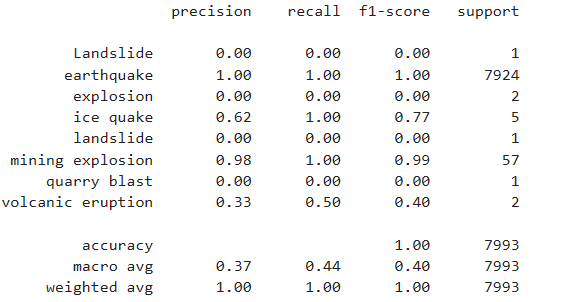 precision recall f1-score support
Landslide 0.00 0.00 0.00 1
earthquake 1.00 1.00 1.00 7924
explosion 0.00 0.00 0.00 2
ice quake 0.62 1.00 0.77 5
landslide 0.00 0.00 0.00 1
mining explosion 0.98 1.00 0.99 57
quarry blast 0.00 0.00 0.00 1
volcanic eruption 0.33 0.50 0.40 2
accuracy 1.00 7993
macro avg 0.37 0.44 0.40 7993
weighted avg 1.00 1.00 1.00 7993